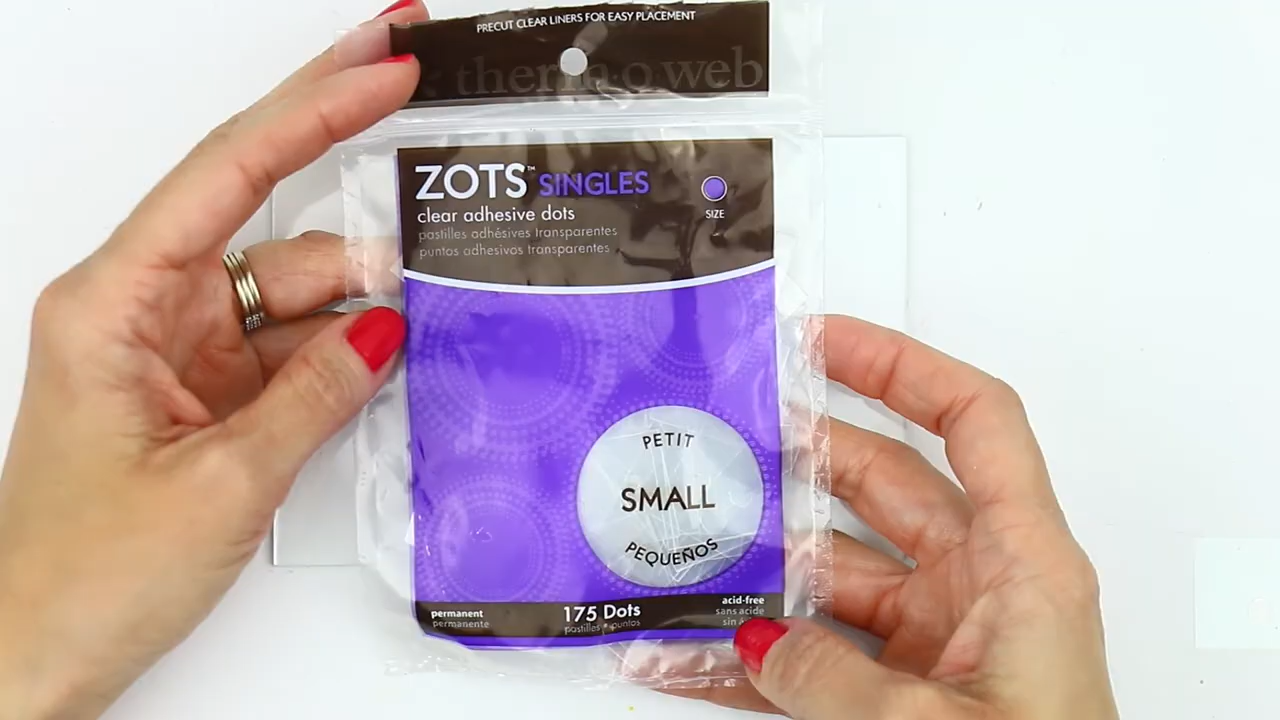 PRECUT CLEAR LINERS FOR EASY PLACEMENT
therm o web
ZOTS™ SINGLES
clear adhesive dots
pastilles adhésives transparentes
puntos adhesivos transparentes
SIZE
PETIT
SMALL
PEQUEÑOS
permanent
permanente
175 Dots
pastilles • puntos
acid-free
sans acide
sin